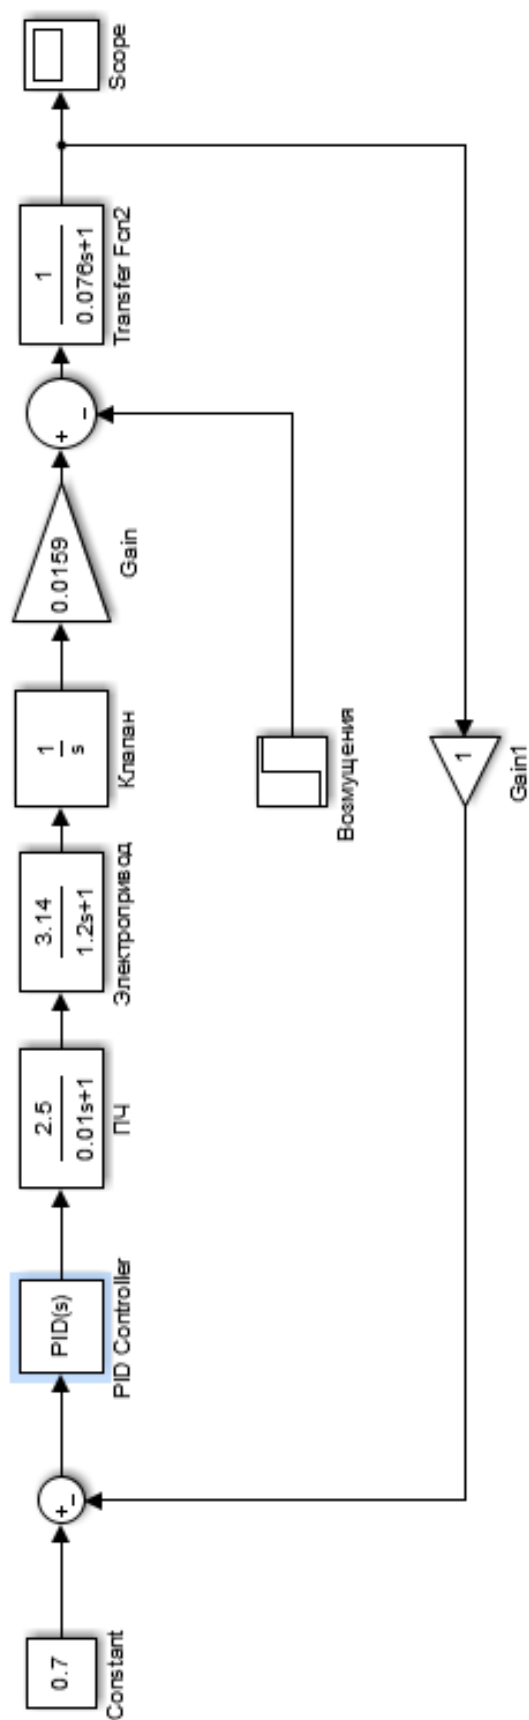 0.7
Constant
+
−
PID(s)
PID Controller
2.5
0.01s+1
ПЧ
3.14
1.2s+1
Электропривод
1
s
Клапан
0.0159
Gain
+
−
1
0.076s+1
Transfer Fcn2
Scope
Возмущения
1
Gain1